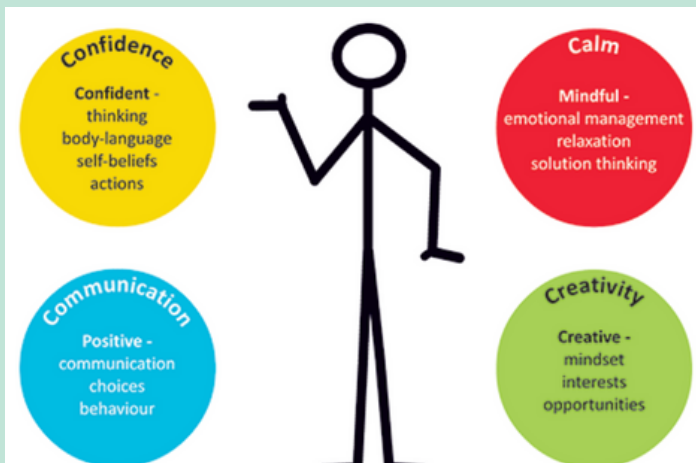 Confidence
Confident -
thinking
body-language
self-beliefs
actions
Calm
Mindful -
emotional management
relaxation
solution thinking
Communication
Positive -
communication
choices
behaviour
Creativity
Creative -
mindset
interests
opportunities